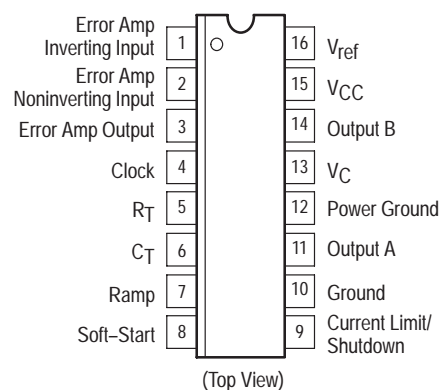 Error Amp
Inverting Input
1
Error Amp
Noninverting Input
2
Error Amp Output
3
Clock
4
RT
5
CT
6
Ramp
7
Soft–Start
8
16
Vref
15
VCC
14
Output B
13
VC
12
Power Ground
11
Output A
10
Ground
9
Current Limit/
Shutdown
(Top View)